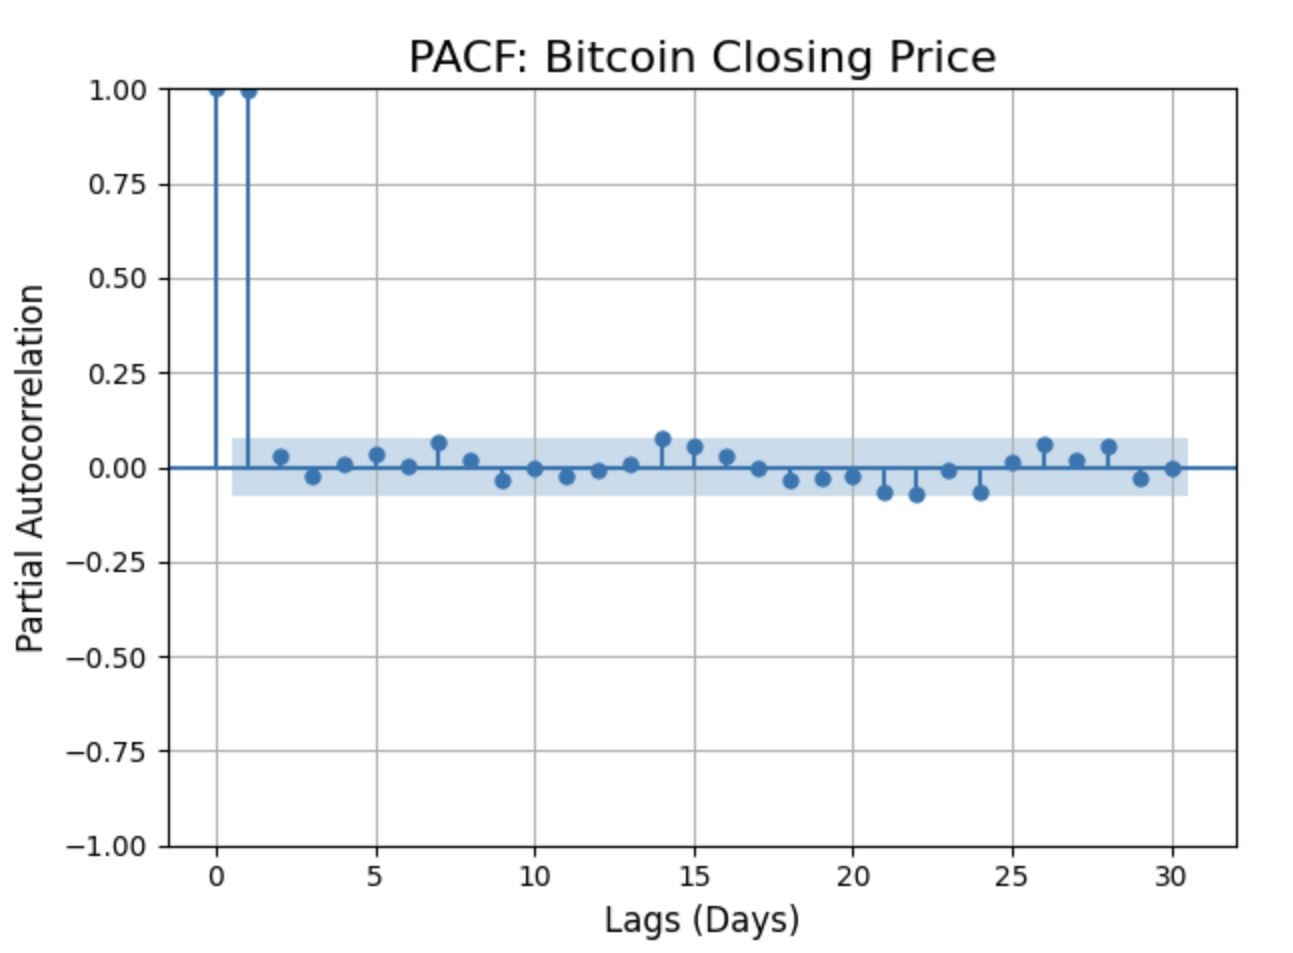 PACF: Bitcoin Closing Price
1.00
0.75
0.50
0.25
0.00
−0.25
−0.50
−0.75
−1.00
Partial Autocorrelation
0 5 10 15 20 25 30
Lags (Days)